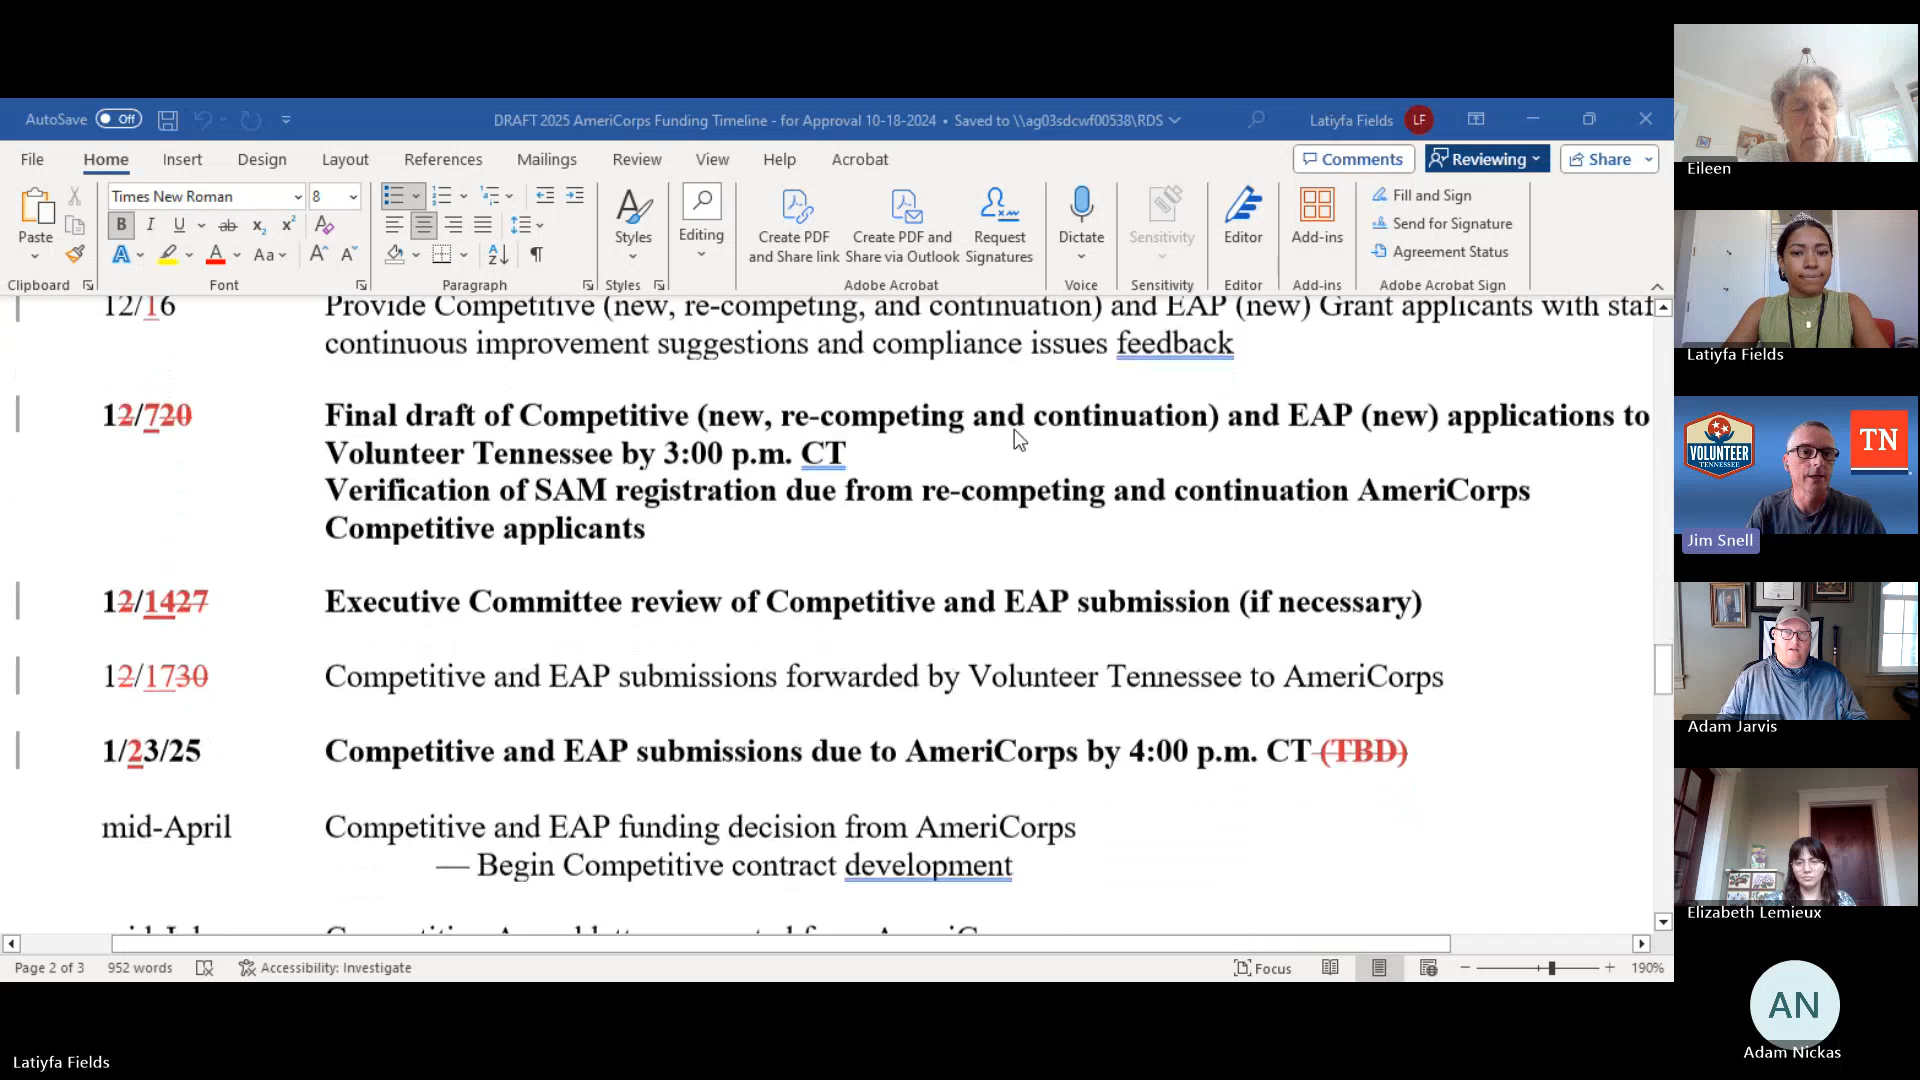 AutoSave Off
DRAFT 2025 AmeriCorps Funding Timeline - for Approval 10-18-2024 • Saved to \\ag03sdcwf00538\RDS
Latiyfa Fields LF
File Home Insert Design Layout References Mailings Review View Help Acrobat
Comments Reviewing Share
Paste
Clipboard
Times New Roman 8
B I U ab x₂ x²
A A Aa A A
Font
Paragraph
Styles
Styles
Editing
Create PDF and Share link
Create PDF and Share via Outlook
Request Signatures
Adobe Acrobat
Dictate
Voice
Sensitivity
Sensitivity
Editor
Editor
Add-ins
Add-ins
Fill and Sign
Send for Signature
Agreement Status
Adobe Acrobat Sign
12/16 Provide Competitive (new, re-competing, and continuation) and EAP (new) Grant applicants with staf
continuous improvement suggestions and compliance issues feedback
12/720 Final draft of Competitive (new, re-competing and continuation) and EAP (new) applications to
Volunteer Tennessee by 3:00 p.m. CT
Verification of SAM registration due from re-competing and continuation AmeriCorps
Competitive applicants
12/1427 Executive Committee review of Competitive and EAP submission (if necessary)
12/1730 Competitive and EAP submissions forwarded by Volunteer Tennessee to AmeriCorps
1/23/25 Competitive and EAP submissions due to AmeriCorps by 4:00 p.m. CT (TBD)
mid-April Competitive and EAP funding decision from AmeriCorps
— Begin Competitive contract development
Page 2 of 3 952 words Accessibility: Investigate
Focus 190%
Latiyfa Fields
Eileen
Latiyfa Fields
VOLUNTEER
TENNESSEE
TN
Jim Snell
Adam Jarvis
Elizabeth Lemieux
AN
Adam Nickas